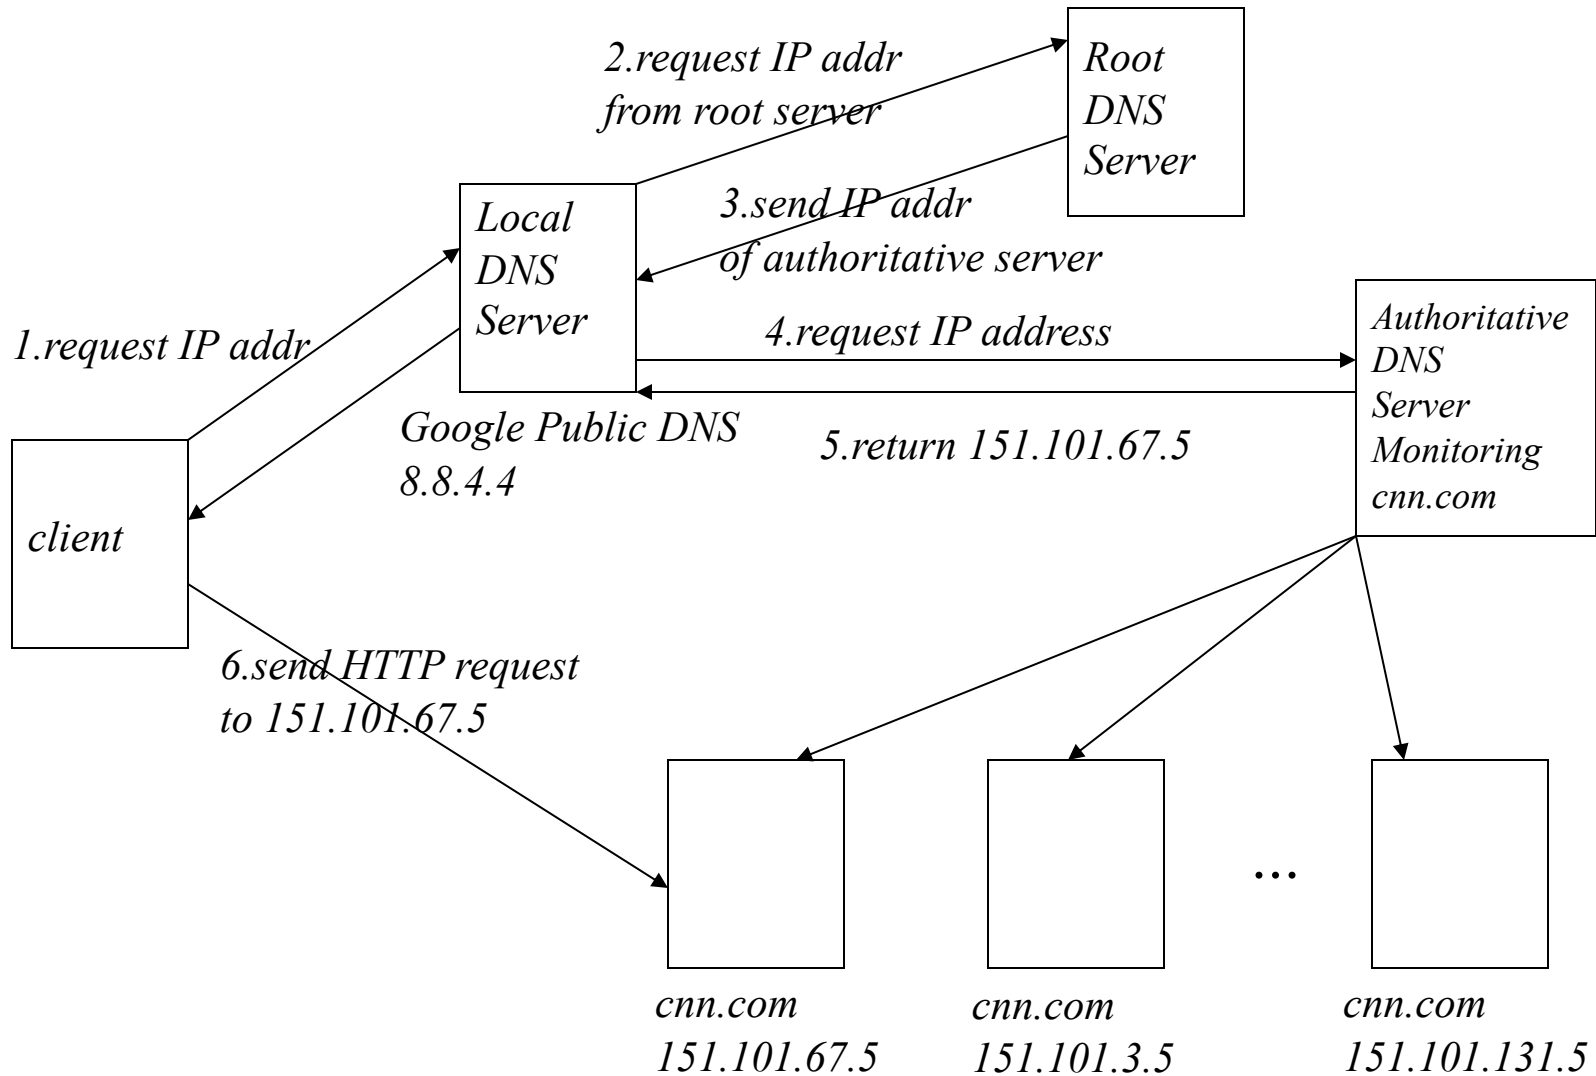 2.request IP addr
from root server
Root
DNS
Server
Local
DNS
Server
3.send IP addr
of authoritative server
1.request IP addr
4.request IP address
Authoritative
DNS
Server
Monitoring
cnn.com
Google Public DNS
8.8.4.4
5.return 151.101.67.5
client
6.send HTTP request
to 151.101.67.5
...
cnn.com
151.101.67.5
cnn.com
151.101.3.5
cnn.com
151.101.131.5